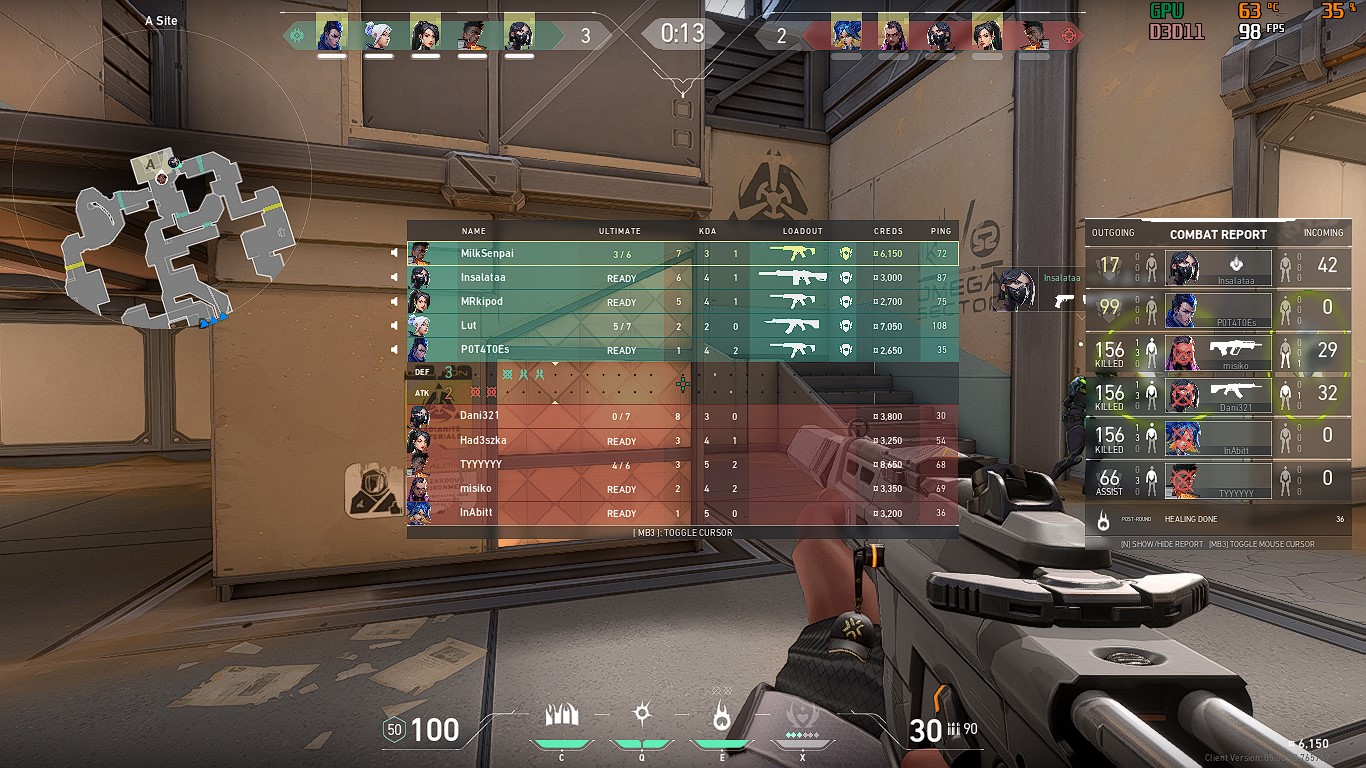 A Site
3
0:13
2
GPU 63 °C 35 %
D3D11 98 FPS
A
NAME ULTIMATE KDA LOADOUT CREDS PING
MilkSenpai 3 / 6 7 3 1 ¤ 6,150 72
Insalataa READY 6 4 1 ¤ 3,000 87
MRkipod READY 5 4 1 ¤ 2,700 75
Lut 5 / 7 2 2 0 ¤ 7,050 108
P0T4T0Es READY 1 4 2 ¤ 2,650 35
DEF 3
ATK 2
Dani321 0 / 7 8 3 0 ¤ 3,800 30
Had3szka READY 3 4 1 ¤ 3,250 54
TYYYYYY 4 / 6 3 5 2 ¤ 8,650 68
misiko READY 2 4 2 ¤ 3,350 69
InAbitt READY 1 5 0 ¤ 3,200 36
[ MB3 ]: TOGGLE CURSOR
Insalataa
OMEGA
SECTOR
OUTGOING COMBAT REPORT INCOMING
17 Insalataa 42
99 P0T4T0Es 0
156 KILLED misiko 29
156 KILLED Dani321 32
156 KILLED InAbitt 0
66 ASSIST TYYYYYY 0
POST-ROUND HEALING DONE 36
[N] SHOW/HIDE REPORT [MB3] TOGGLE MOUSE CURSOR
50 100
C Q E X
30 90
¤ 6,150
Client Version: